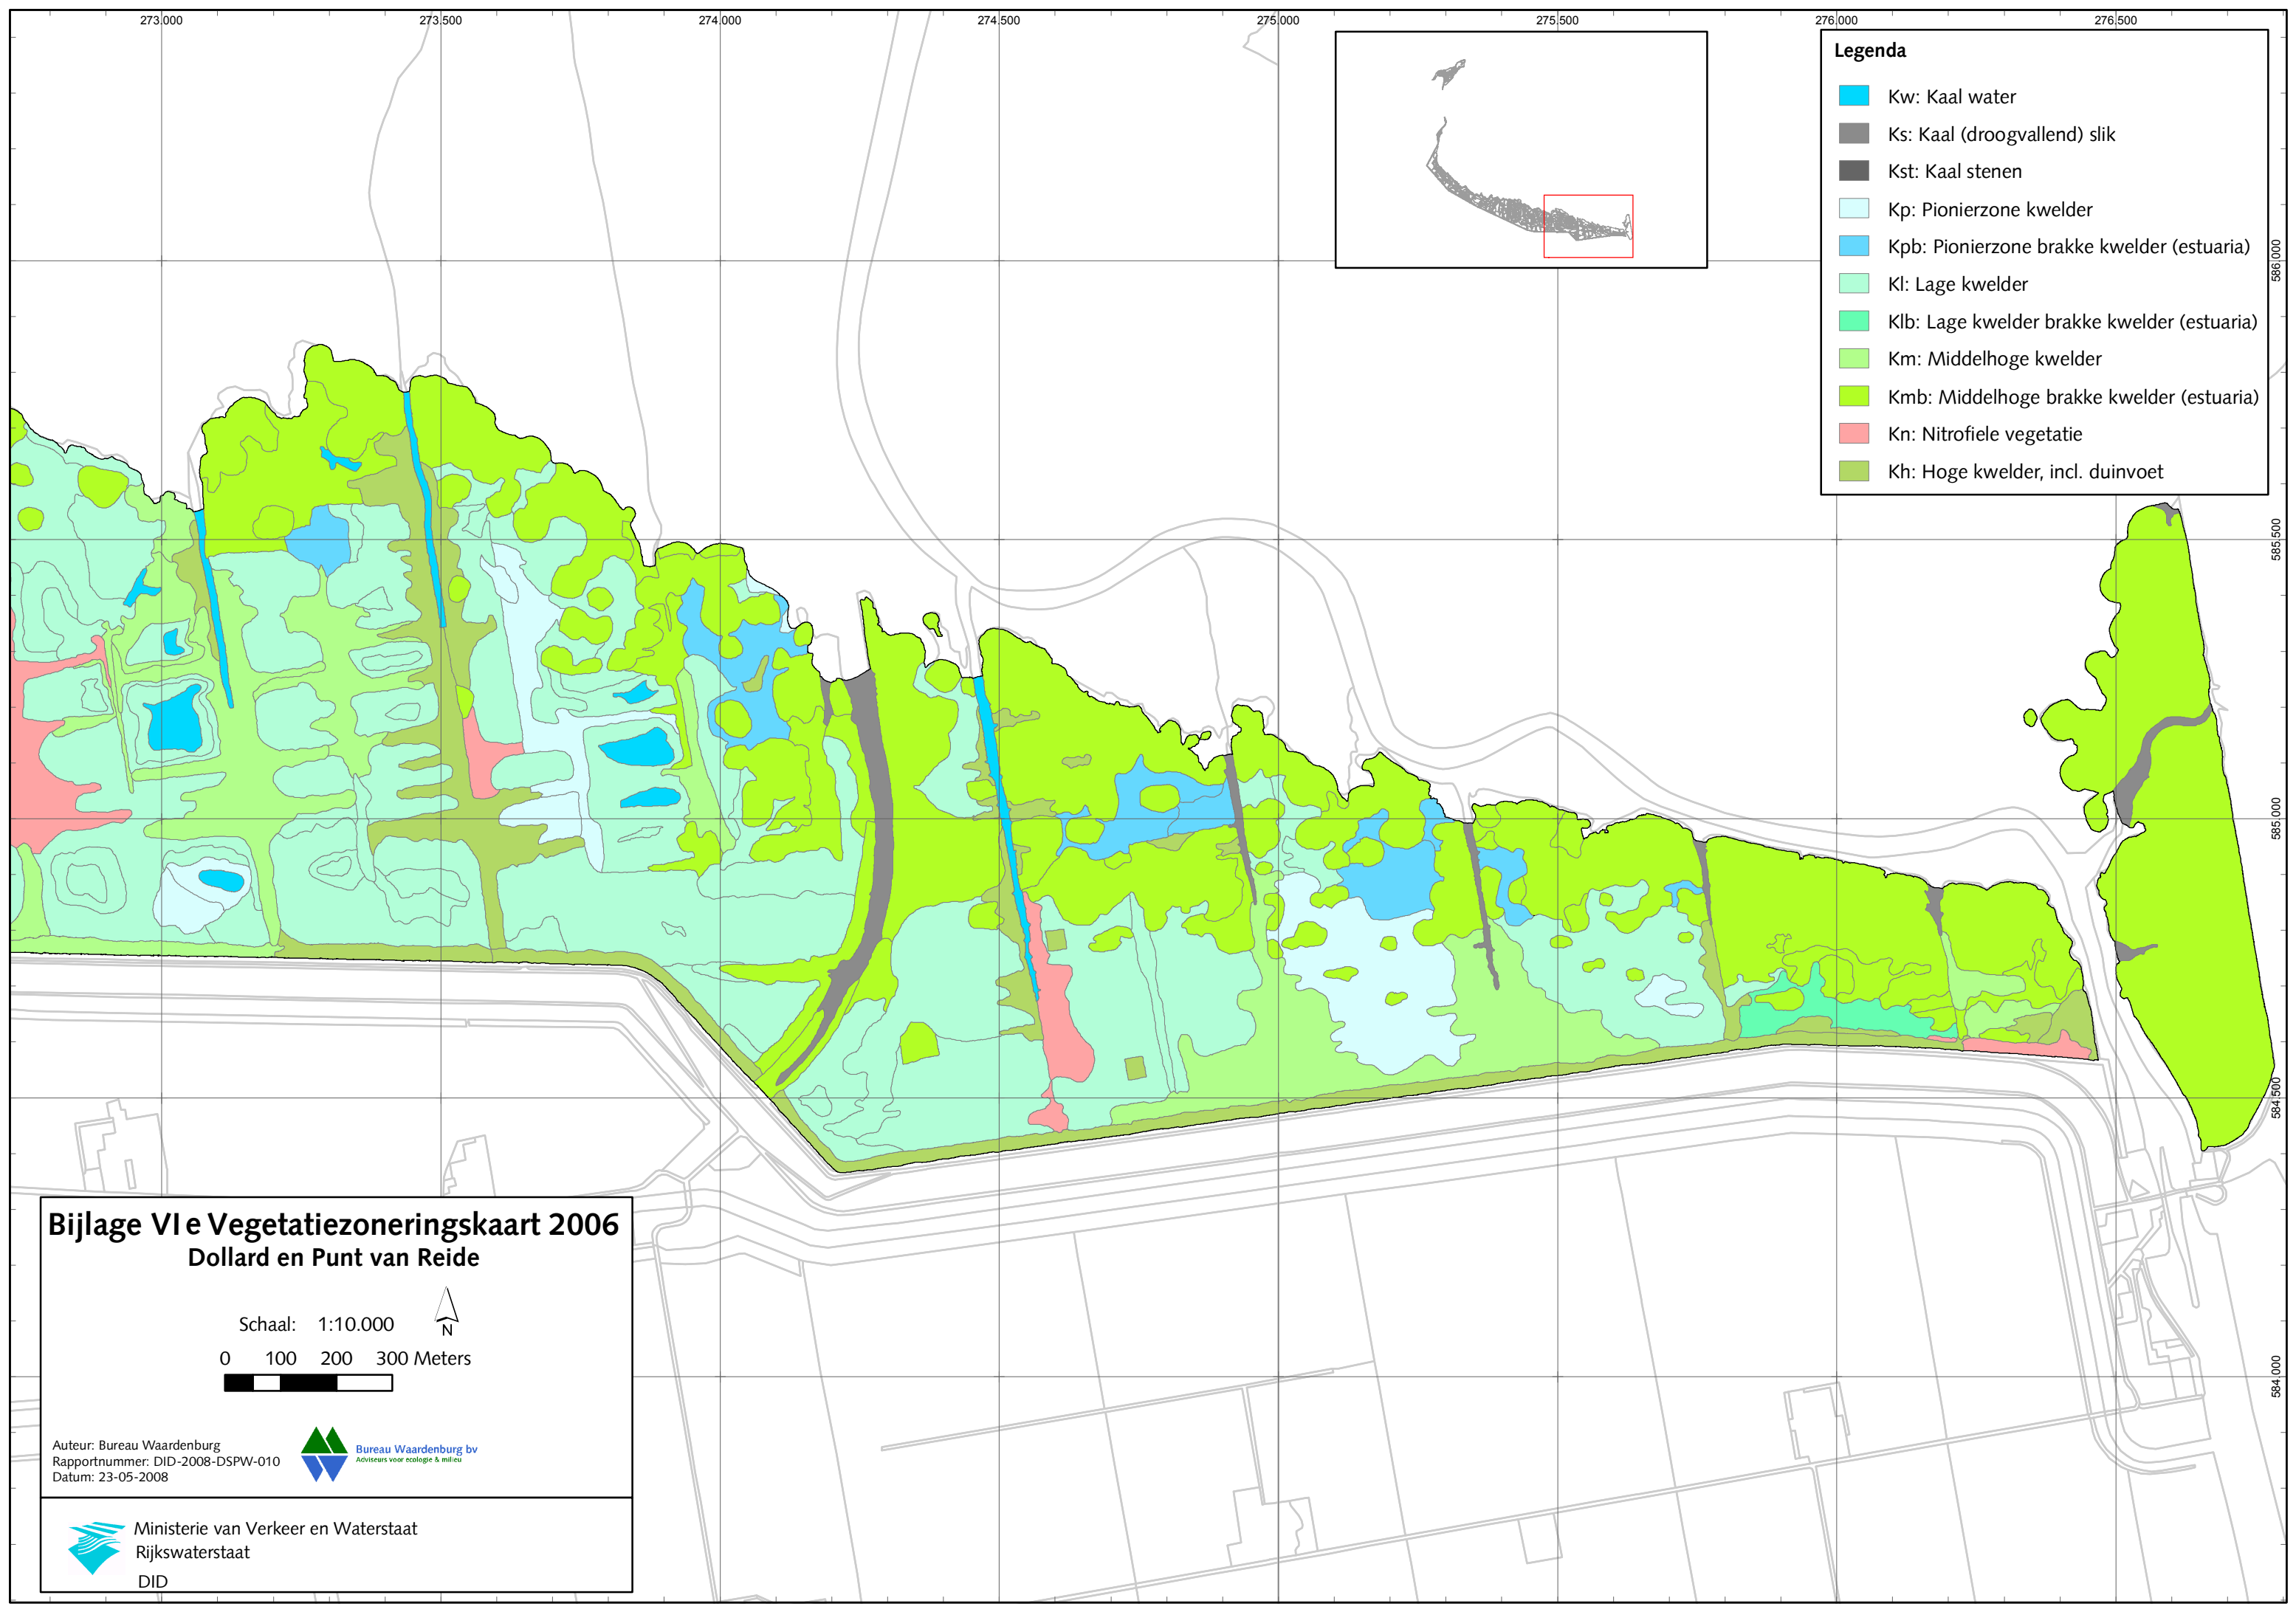 273.000 273.500 274.000 274.500 275.000 275.500 276.000 276.500
Legenda
Kw: Kaal water
Ks: Kaal (droogvallend) slik
Kst: Kaal stenen
Kp: Pionierzone kwelder
Kpb: Pionierzone brakke kwelder (estuaria)
Kl: Lage kwelder
Klb: Lage kwelder brakke kwelder (estuaria)
Km: Middelhoge kwelder
Kmb: Middelhoge brakke kwelder (estuaria)
Kn: Nitrofiele vegetatie
Kh: Hoge kwelder, incl. duinvoet
586.000
585.500
585.000
584.500
584.000
Bijlage VI e Vegetatiezoneringskaart 2006
Dollard en Punt van Reide
Schaal: 1:10.000
N
0 100 200 300 Meters
Auteur: Bureau Waardenburg
Rapportnummer: DID-2008-DSPW-010
Datum: 23-05-2008
Bureau Waardenburg bv
Adviseurs voor ecologie & milieu
Ministerie van Verkeer en Waterstaat
Rijkswaterstaat
DID